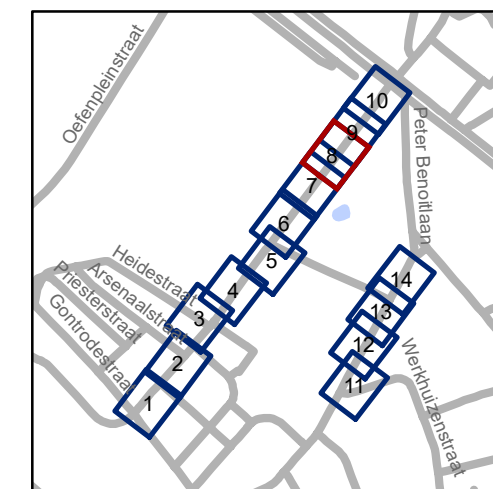 Oefenpleinstraat
10
9
8
7
Peter Benoitlaan
6
5
Heidestraat
Arsenaalstraat
Priesterstraat
Gontrodestraat
4
3
2
1
14
13
12
11
Werkhuizenstraat